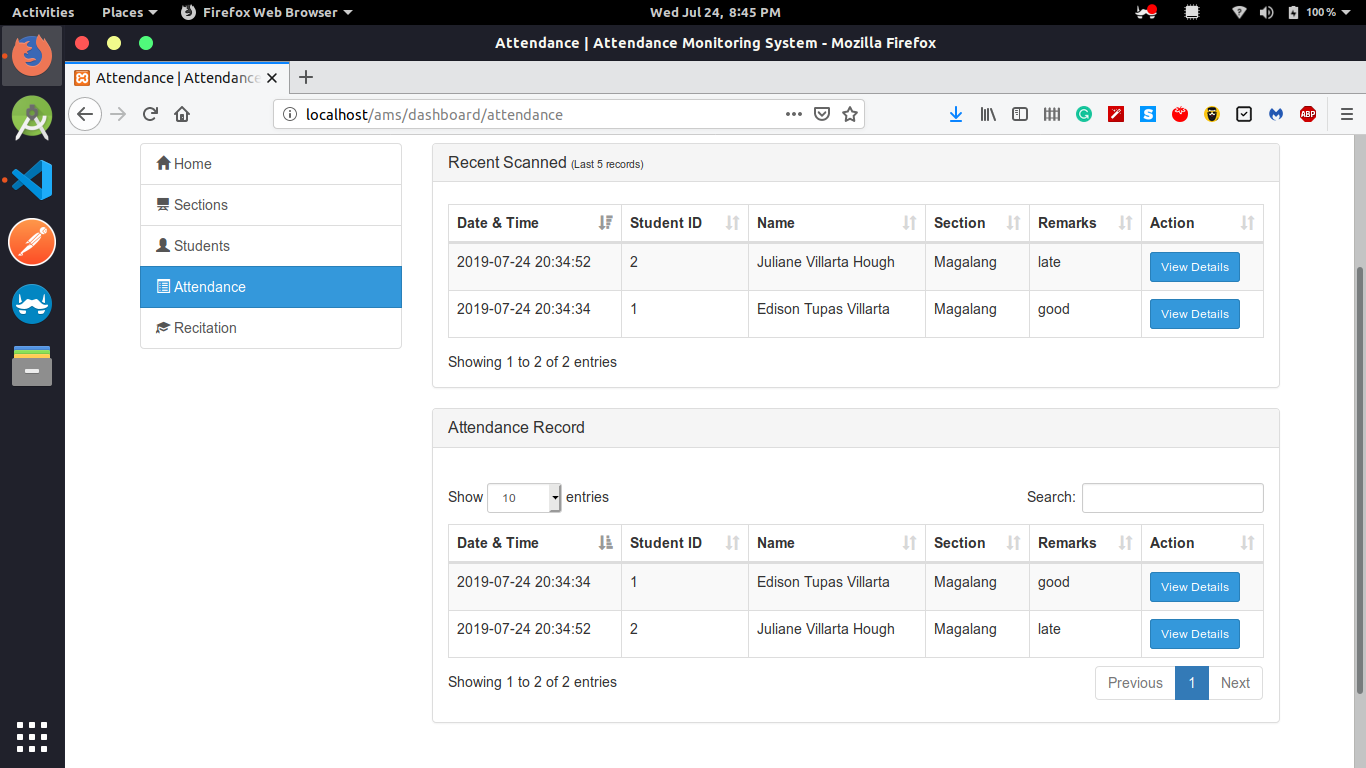 Activities Places Firefox Web Browser Wed Jul 24, 8:45 PM 100 %
Attendance | Attendance Monitoring System - Mozilla Firefox
Attendance | Attendance
localhost/ams/dashboard/attendance
ABP
Home
Sections
Students
Attendance
Recitation
Recent Scanned (Last 5 records)
Date & Time Student ID Name Section Remarks Action
2019-07-24 20:34:52 2 Juliane Villarta Hough Magalang late View Details
2019-07-24 20:34:34 1 Edison Tupas Villarta Magalang good View Details
Showing 1 to 2 of 2 entries
Attendance Record
Show 10 entries Search:
Date & Time Student ID Name Section Remarks Action
2019-07-24 20:34:34 1 Edison Tupas Villarta Magalang good View Details
2019-07-24 20:34:52 2 Juliane Villarta Hough Magalang late View Details
Showing 1 to 2 of 2 entries Previous 1 Next